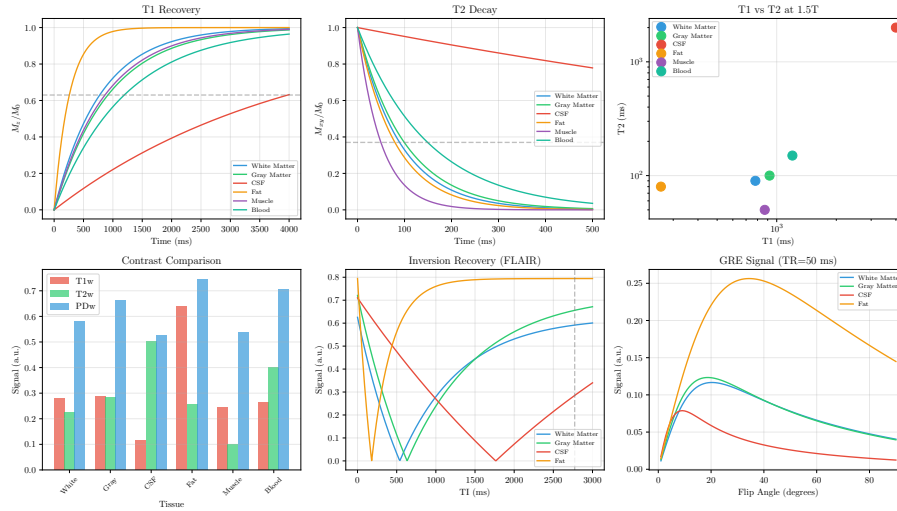 T1 Recovery
M_z/M_0
1.0
0.8
0.6
0.4
0.2
0.0
White Matter
Gray Matter
CSF
Fat
Muscle
Blood
0 500 1000 1500 2000 2500 3000 3500 4000
Time (ms)
T2 Decay
M_xy/M_0
1.0
0.8
0.6
0.4
0.2
0.0
White Matter
Gray Matter
CSF
Fat
Muscle
Blood
0 100 200 300 400 500
Time (ms)
T1 vs T2 at 1.5T
White Matter
Gray Matter
CSF
Fat
Muscle
Blood
T2 (ms)
10^3
10^2
10^3
T1 (ms)
Contrast Comparison
Signal (a.u.)
0.7
0.6
0.5
0.4
0.3
0.2
0.1
0.0
T1w
T2w
PDw
White Gray CSF Fat Muscle Blood
Tissue
Inversion Recovery (FLAIR)
Signal (a.u.)
0.8
0.7
0.6
0.5
0.4
0.3
0.2
0.1
0.0
White Matter
Gray Matter
CSF
Fat
0 500 1000 1500 2000 2500 3000
TI (ms)
GRE Signal (TR=50 ms)
White Matter
Gray Matter
CSF
Fat
Signal (a.u.)
0.25
0.20
0.15
0.10
0.05
0.00
0 20 40 60 80
Flip Angle (degrees)